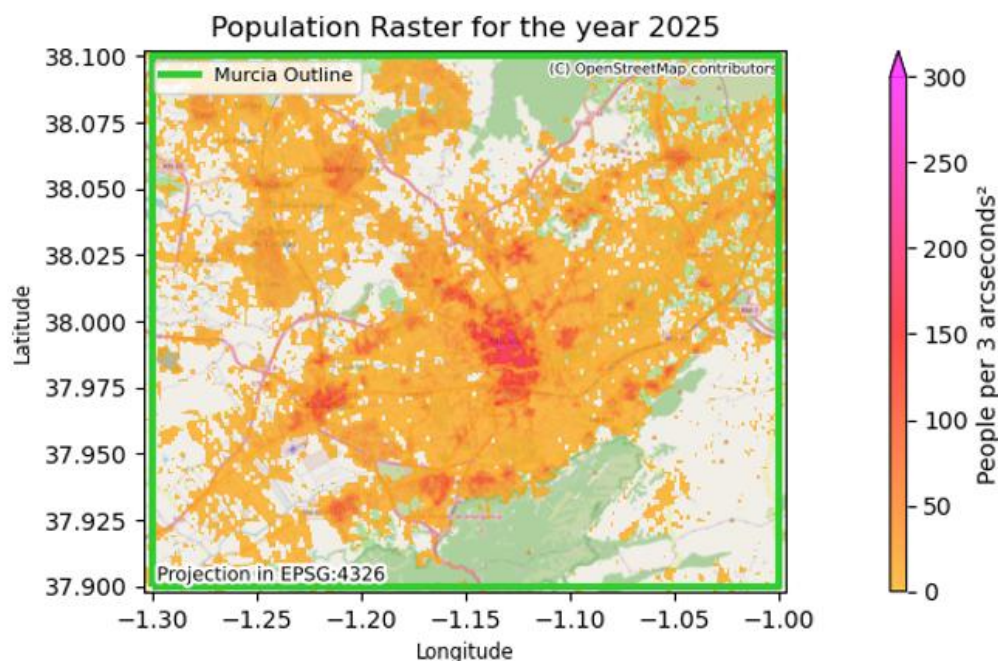 Population Raster for the year 2025
Murcia Outline
(C) OpenStreetMap contributors
38.100
38.075
38.050
38.025
38.000
37.975
37.950
37.925
37.900
Latitude
Projection in EPSG:4326
−1.30 −1.25 −1.20 −1.15 −1.10 −1.05 −1.00
Longitude
300
250
200
150
100
50
0
People per 3 arcseconds²